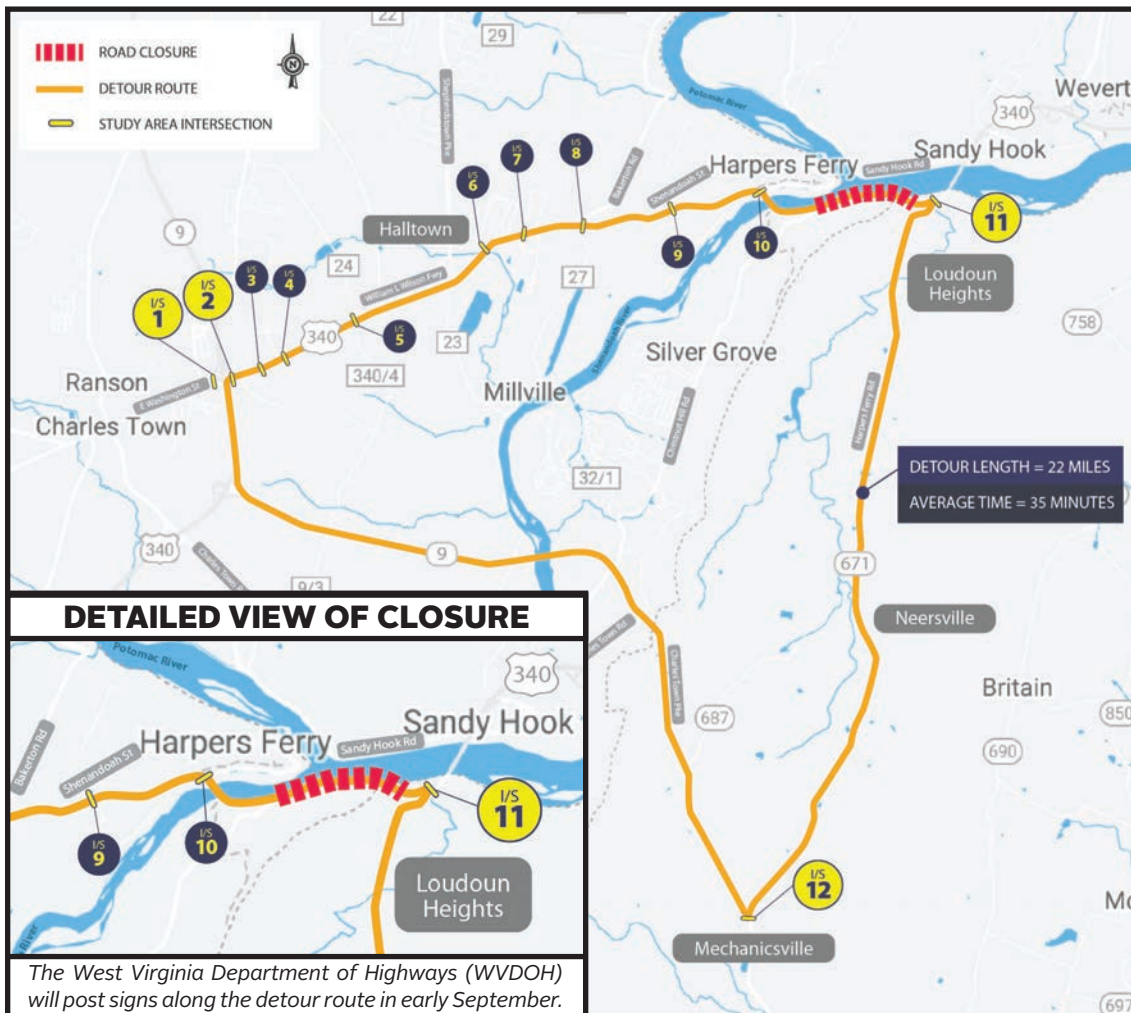 ROAD CLOSURE
DETOUR ROUTE
STUDY AREA INTERSECTION
N
22
29
Shepherdstown Pke
Potomac River
340
Wevert
Sandy Hook
Harpers Ferry
Sandy Hook Rd
Bakerton Rd
Shenandoah St
I/S
8
I/S
7
I/S
6
I/S
9
I/S
10
I/S
11
Halltown
9
24
William L Wilson Fwy
27
Loudoun
Heights
I/S
1
I/S
2
I/S
3
I/S
4
I/S
5
340
23
340/4
Shenandoah River
758
Silver Grove
Ranson
E Washington St
Charles Town
Millville
Chestnut Hill Rd
Harpers Ferry Rd
DETOUR LENGTH = 22 MILES
AVERAGE TIME = 35 MINUTES
32/1
340
9
671
9/3
Neersville
Charles Town Pke
687
Britain
850
690
I/S
12
Mechanicsville
Mo
697
DETAILED VIEW OF CLOSURE
Potomac River
340
Sandy Hook
Harpers Ferry
Sandy Hook Rd
Bakerton Rd
Shenandoah St
I/S
9
I/S
10
I/S
11
Loudoun
Heights
River
The West Virginia Department of Highways (WVDOH)
will post signs along the detour route in early September.